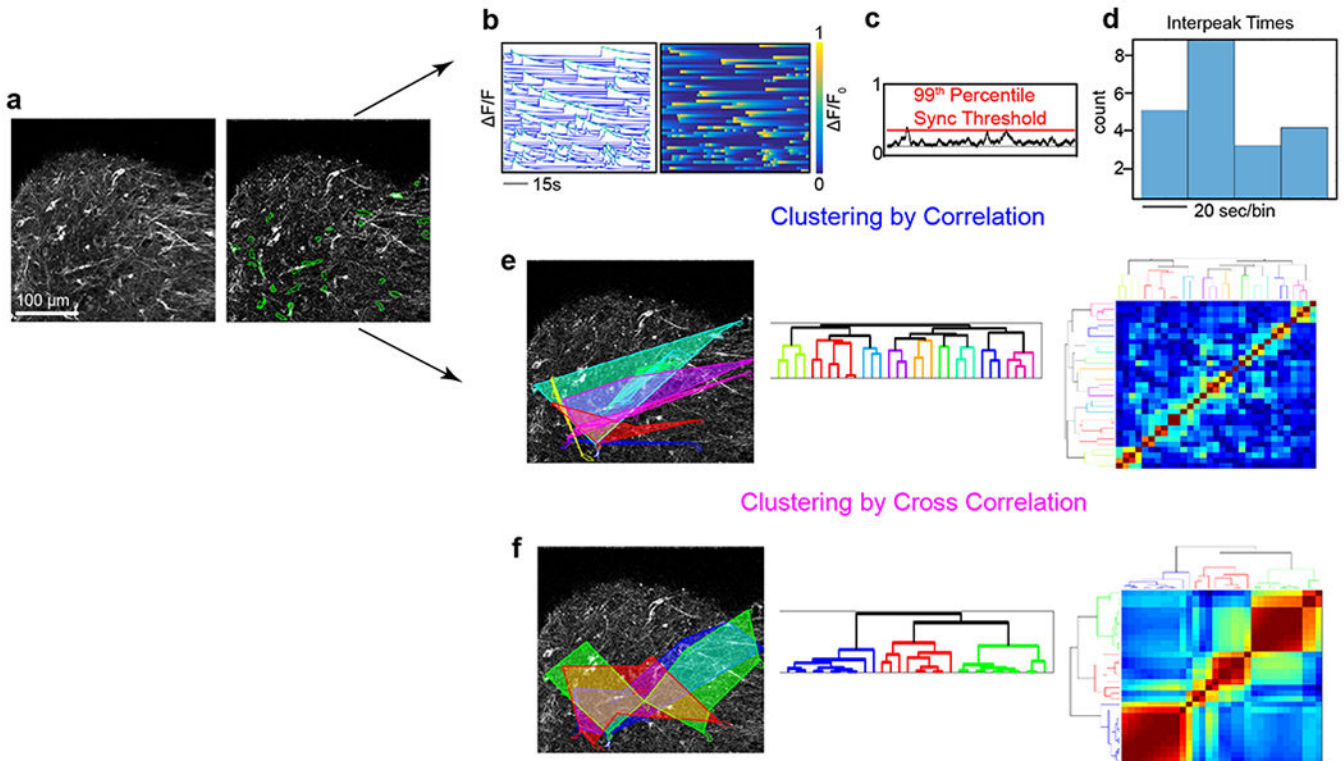 a
100 µm
b
ΔF/F
15s
1
ΔF/F0
0
c
1
0
99th Percentile
Sync Threshold
d
Interpeak Times
count
8
6
4
2
20 sec/bin
Clustering by Correlation
e
Clustering by Cross Correlation
f